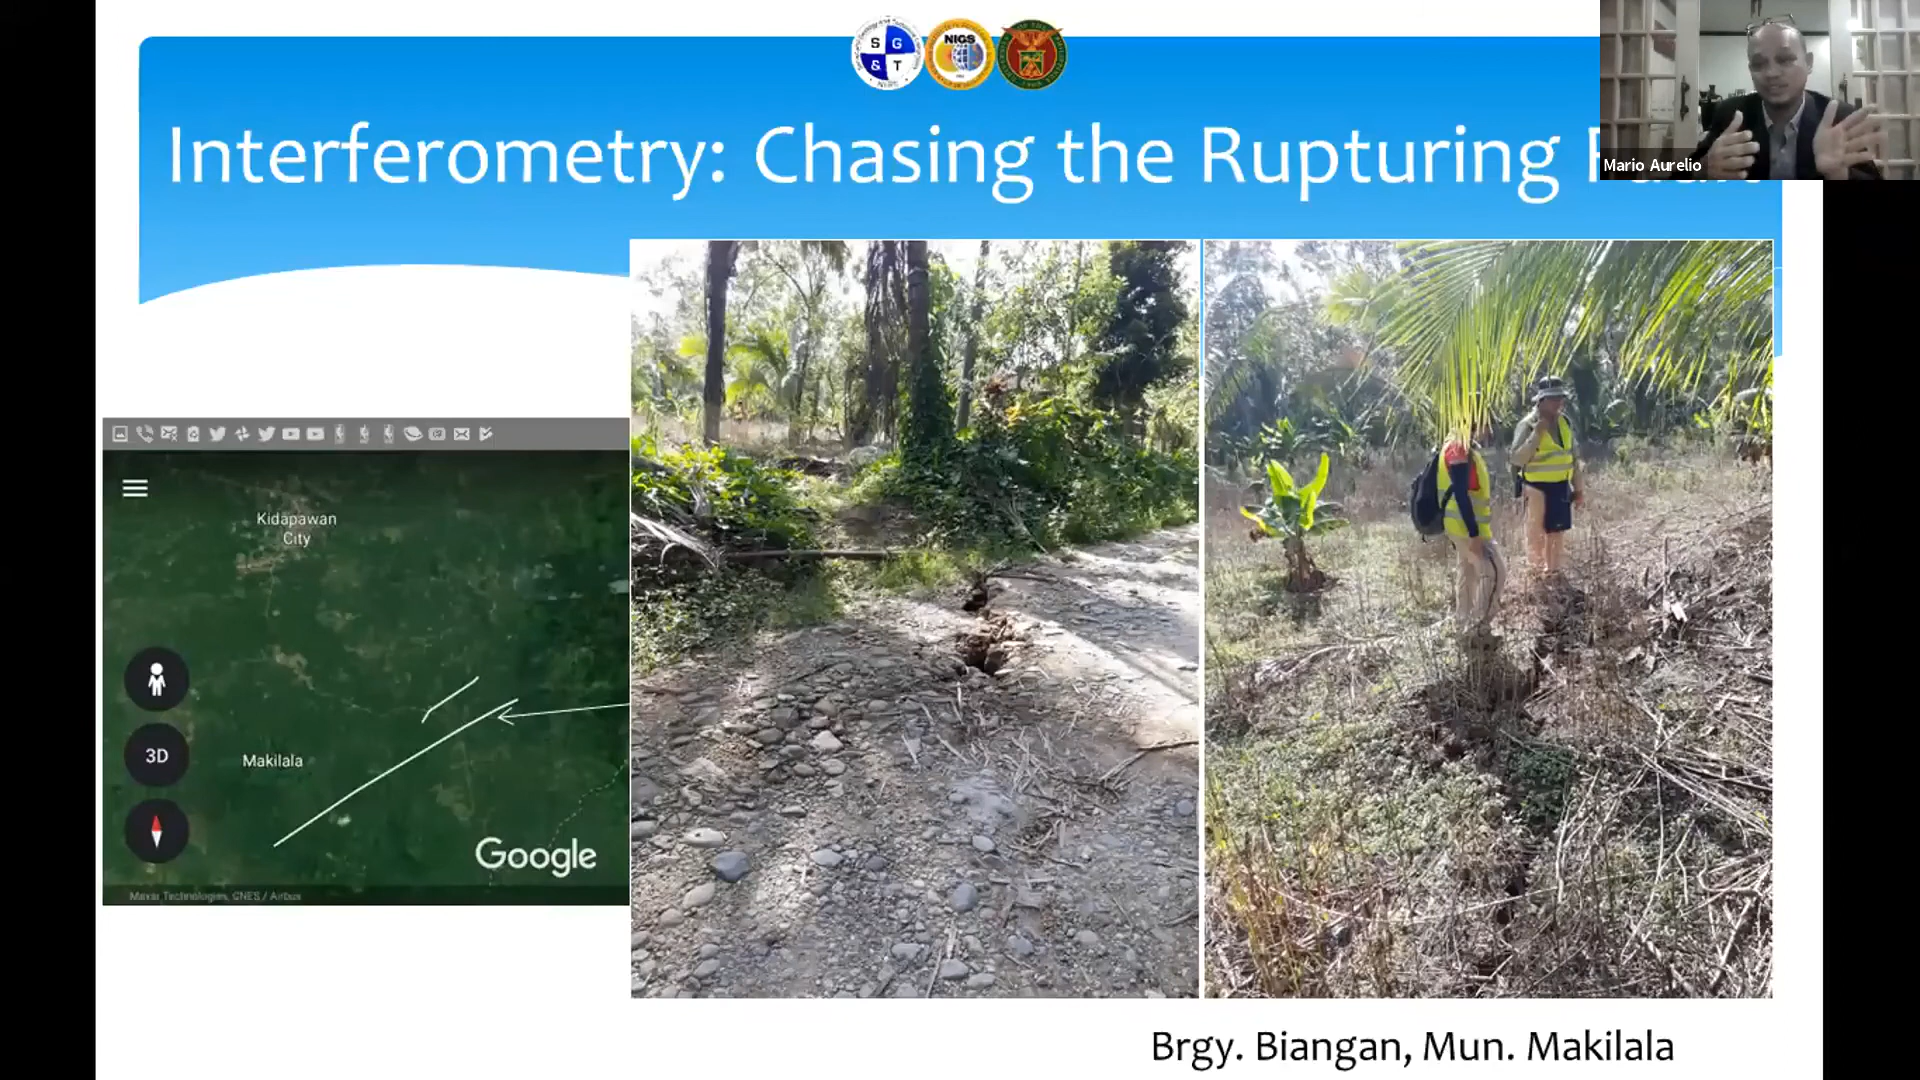 S G
& T
NIGS
Interferometry: Chasing the Rupturing
Mario Aurelio
Kidapawan
City
3D
Makilala
Google
Maxar Technologies, CNES / Airbus
Brgy. Biangan, Mun. Makilala